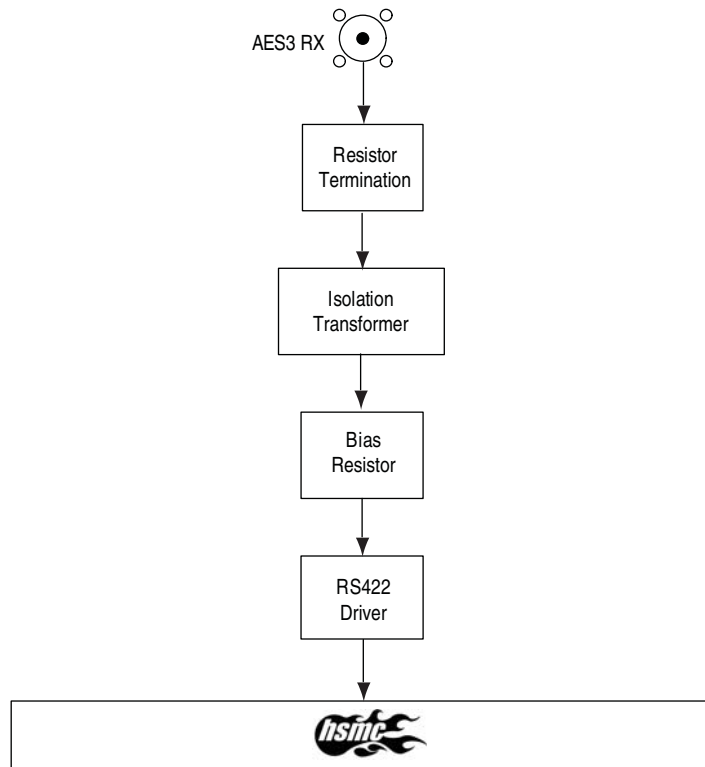 AES3 RX
Resistor
Termination
Isolation
Transformer
Bias
Resistor
RS422
Driver
hsmc